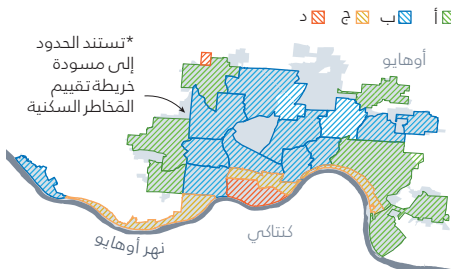 أ ب ج د
*تستند الحدود
إلى مسودة
خريطة تقييم
المَخاطر السكنية
أوهايو
كنتاكي
نهر أوهايو